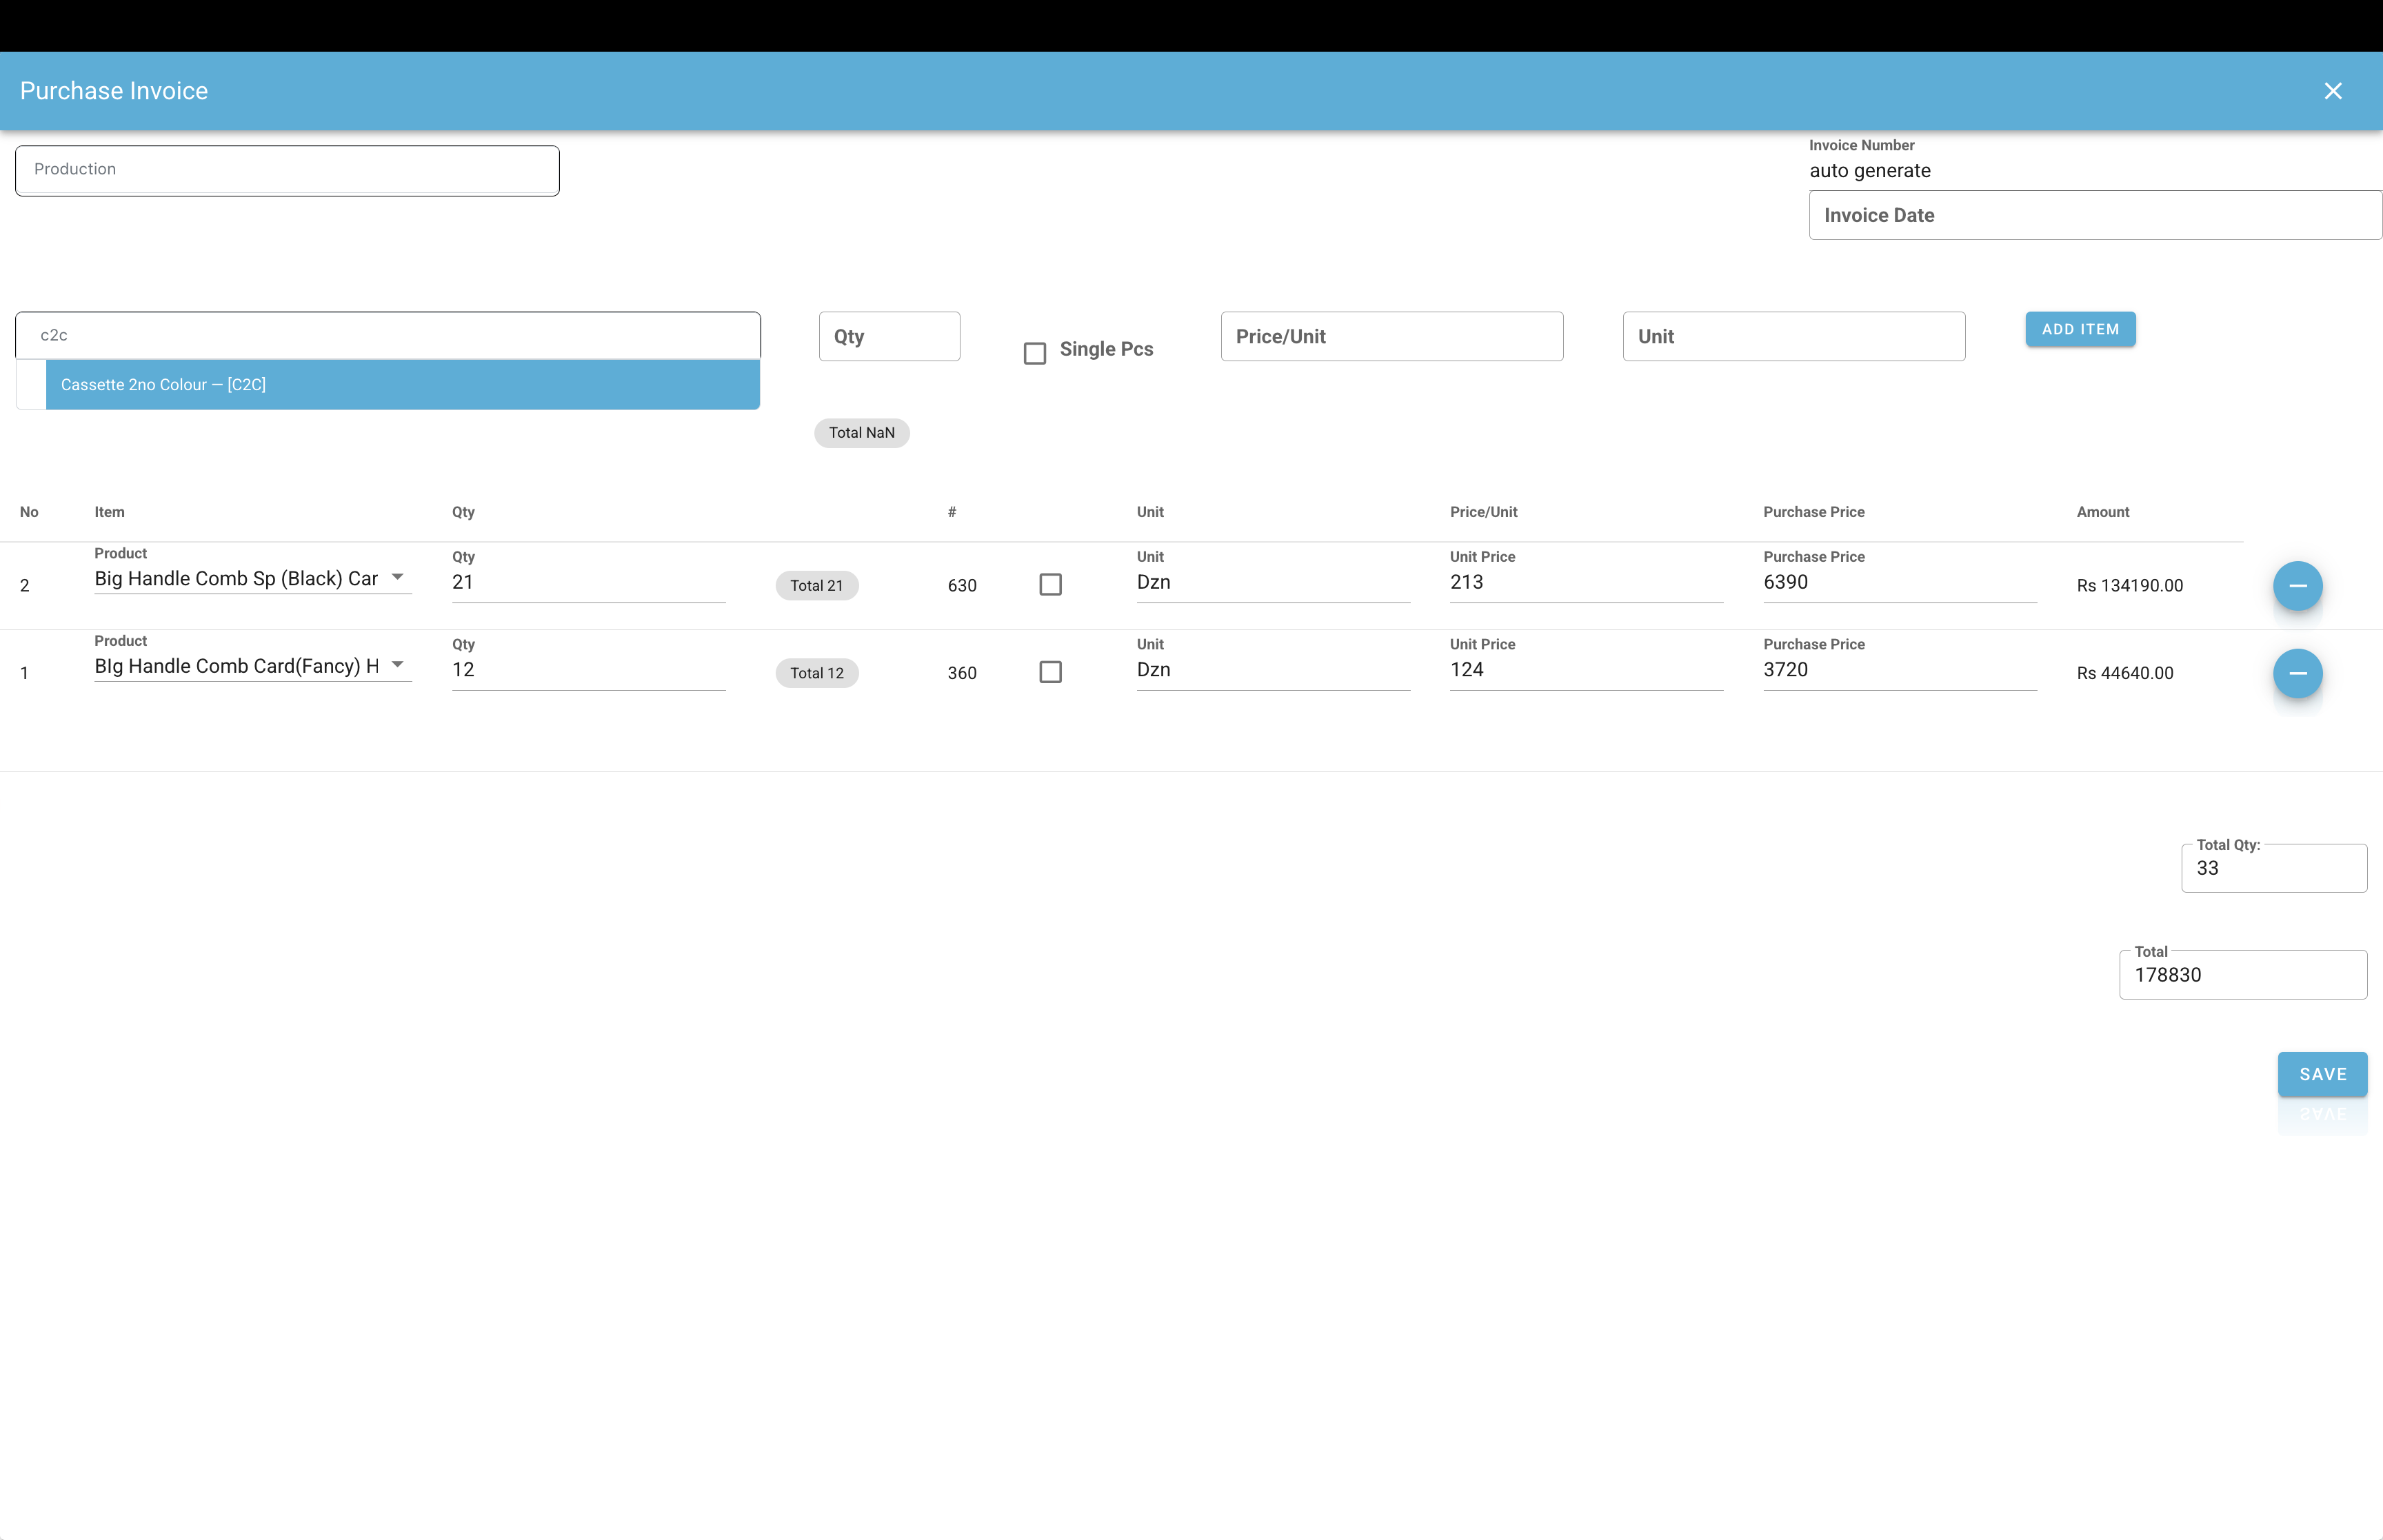 Purchase Invoice
Production
Invoice Number
auto generate
Invoice Date
c2c
Qty
Single Pcs
Price/Unit
Unit
ADD ITEM
Cassette 2no Colour — [C2C]
Total NaN
No Item Qty # Unit Price/Unit Purchase Price Amount
Product Qty Unit Unit Price Purchase Price
2 Big Handle Comb Sp (Black) Car 21 Total 21 630 Dzn 213 6390 Rs 134190.00
Product Qty Unit Unit Price Purchase Price
1 BIg Handle Comb Card(Fancy) H 12 Total 12 360 Dzn 124 3720 Rs 44640.00
Total Qty:
33
Total
178830
SAVE